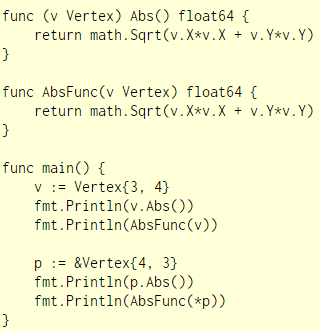 func (v Vertex) Abs() float64 {
    return math.Sqrt(v.X*v.X + v.Y*v.Y)
}

func AbsFunc(v Vertex) float64 {
    return math.Sqrt(v.X*v.X + v.Y*v.Y)
}

func main() {
    v := Vertex{3, 4}
    fmt.Println(v.Abs())
    fmt.Println(AbsFunc(v))

    p := &Vertex{4, 3}
    fmt.Println(p.Abs())
    fmt.Println(AbsFunc(*p))
}